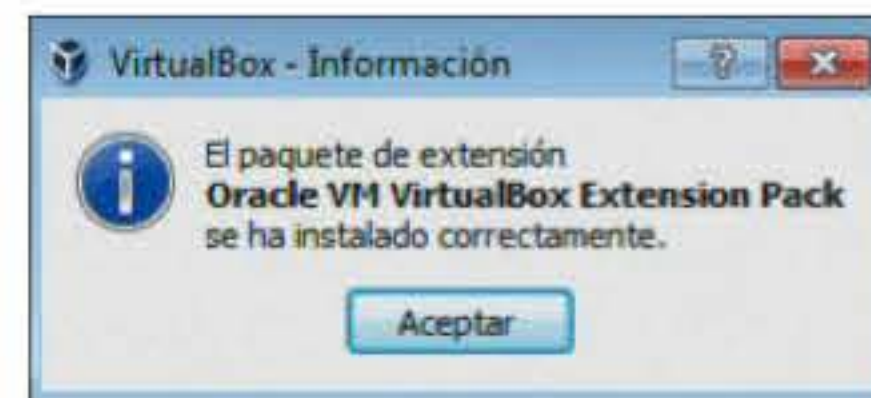 VirtualBox - Información
El paquete de extensión
Oracle VM VirtualBox Extension Pack
se ha instalado correctamente.
Aceptar